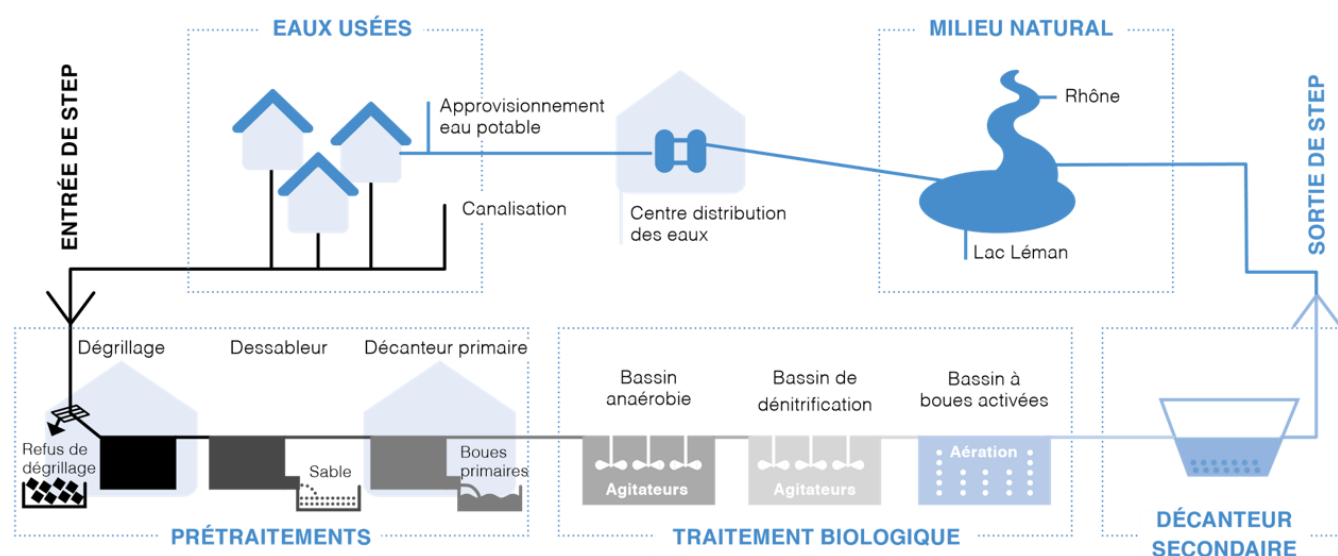 EAUX USÉES
MILIEU NATUREL
ENTRÉE DE STEP
SORTIE DE STEP
Approvisionnement
eau potable
Rhône
Canalisation
Centre distribution
des eaux
Lac Léman
Dégrillage
Dessableur
Décanteur primaire
Bassin
anaérobie
Bassin de
dénitrification
Bassin à
boues activées
Refus de
dégrillage
Sable
Boues
primaires
Agitateurs
Agitateurs
Aération
PRÉTRAITEMENTS
TRAITEMENT BIOLOGIQUE
DÉCANTEUR
SECONDAIRE